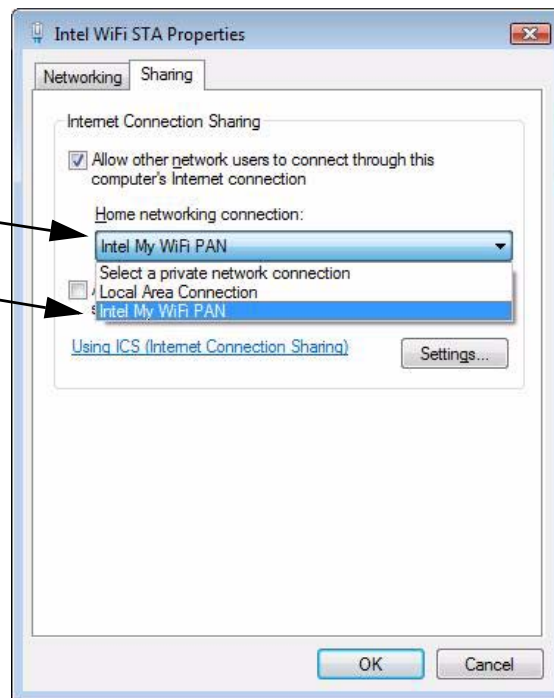 Intel WiFi STA Properties
Networking Sharing
Internet Connection Sharing
Allow other network users to connect through this
computer's Internet connection
Home networking connection:
Intel My WiFi PAN
Select a private network connection
Local Area Connection
Intel My WiFi PAN
Using ICS (Internet Connection Sharing)
Settings...
OK Cancel